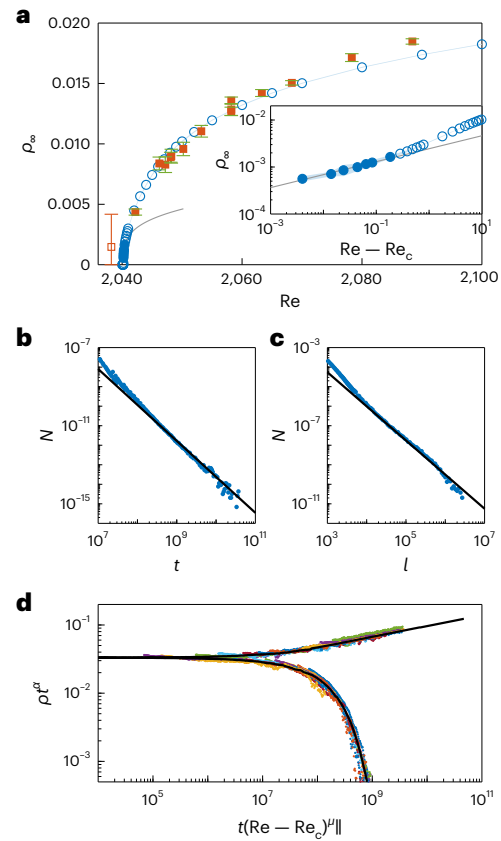 a
0.020
0.015
0.010
0.005
0
ρ∞
2,040
2,060
2,080
2,100
Re
10⁻²
10⁻³
10⁻⁴
ρ∞
10⁻³
10⁻¹
10¹
Re — Re_c
b
10⁻⁷
10⁻¹¹
10⁻¹⁵
N
10⁷
10⁹
10¹¹
t
c
10⁻³
10⁻⁷
10⁻¹¹
N
10³
10⁵
10⁷
l
d
10⁻¹
10⁻²
10⁻³
ρt^α
10⁵
10⁷
10⁹
10¹¹
t(Re — Re_c)^μ||